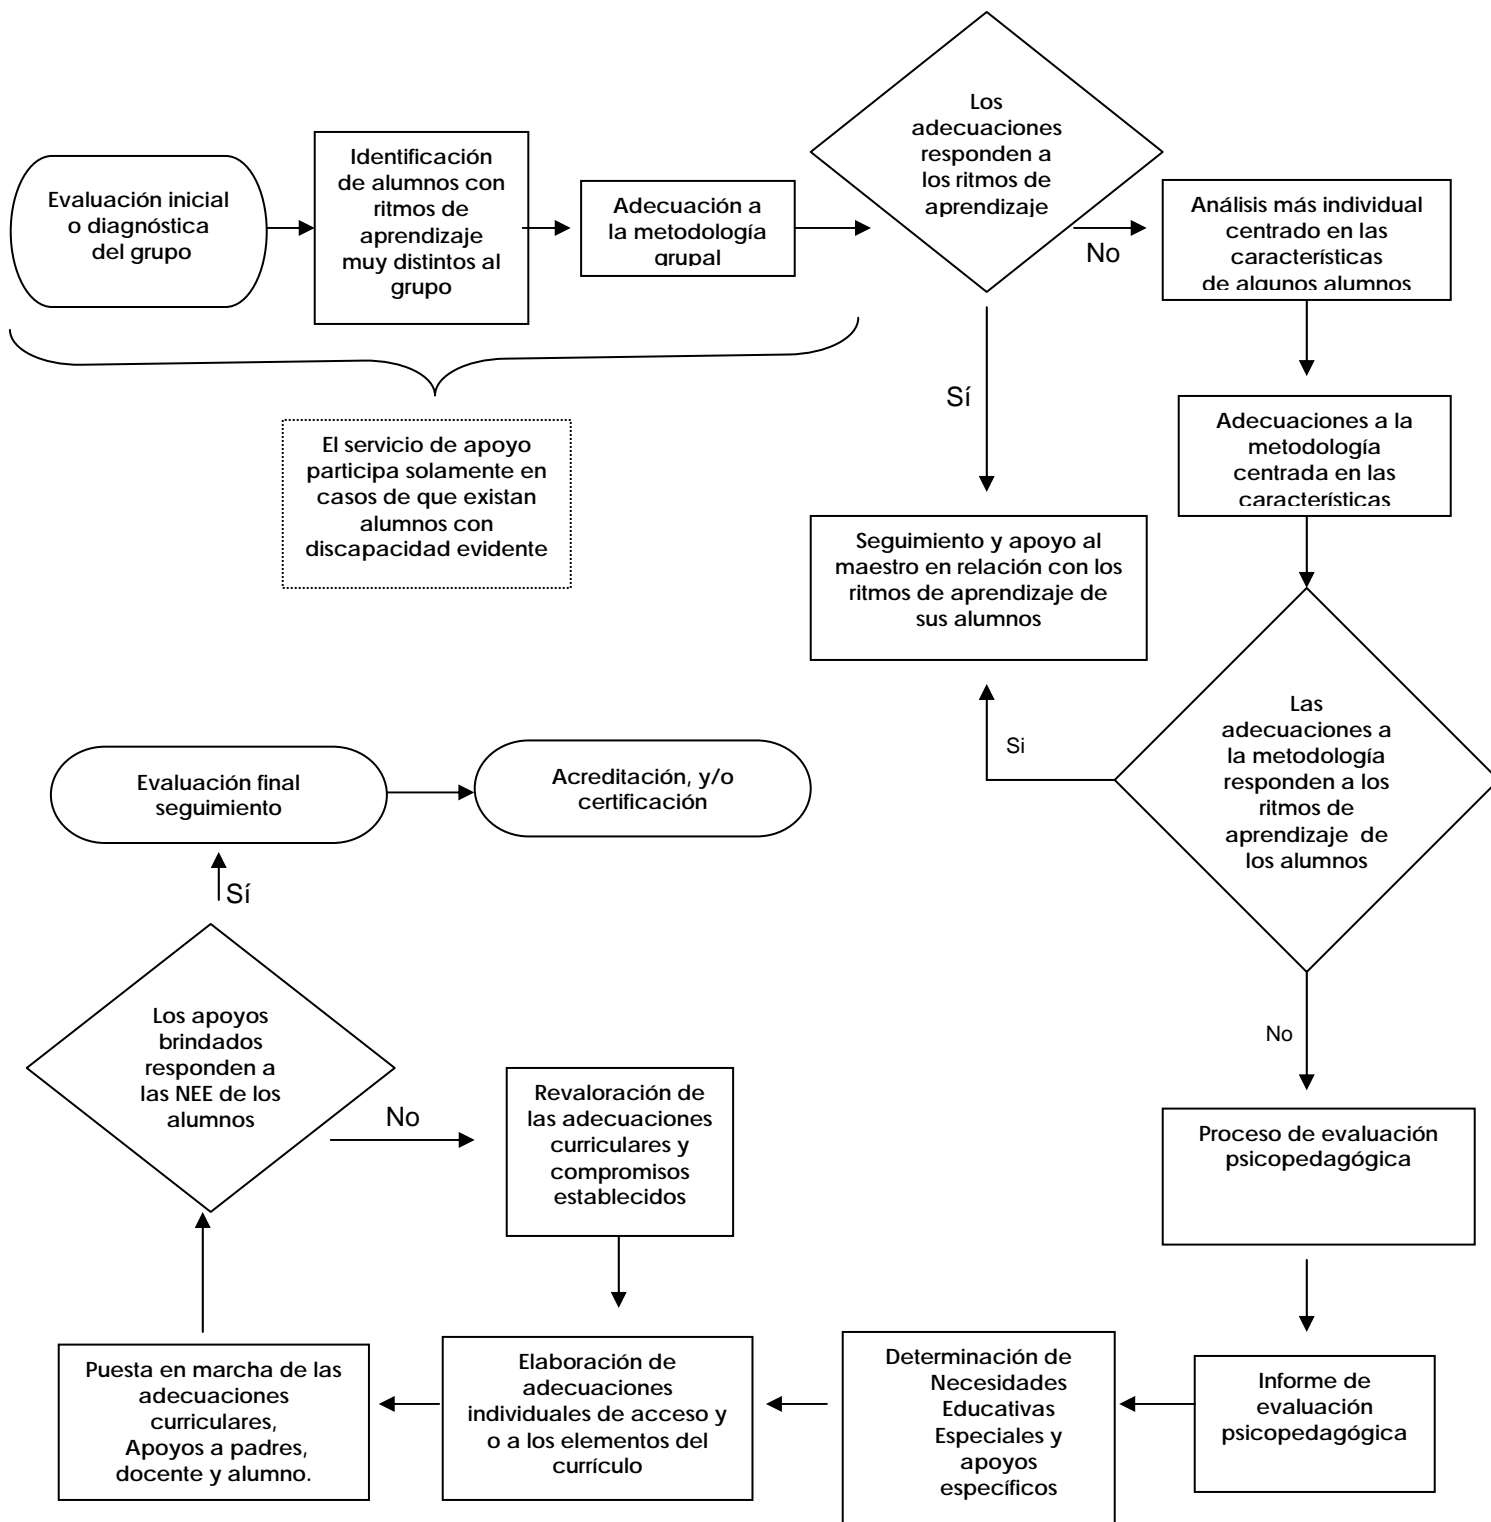 Evaluación inicial
o diagnóstica
del grupo
Identificación
de alumnos con
ritmos de
aprendizaje
muy distintos al
grupo
Adecuación a
la metodología
grupal
Los
adecuaciones
responden a
los ritmos de
aprendizaje
No
Análisis más individual
centrado en las
características
de algunos alumnos
El servicio de apoyo
participa solamente en
casos de que existan
alumnos con
discapacidad evidente
Sí
Adecuaciones a la
metodología
centrada en las
características
Seguimiento y apoyo al
maestro en relación con los
ritmos de aprendizaje de
sus alumnos
Las
adecuaciones a
la metodología
responden a los
ritmos de
aprendizaje de
los alumnos
Si
No
Evaluación final
seguimiento
Acreditación, y/o
certificación
Sí
Los apoyos
brindados
responden a
las NEE de los
alumnos
No
Revaloración de
las adecuaciones
curriculares y
compromisos
establecidos
Proceso de evaluación
psicopedagógica
Puesta en marcha de las
adecuaciones
curriculares,
Apoyos a padres,
docente y alumno.
Elaboración de
adecuaciones
individuales de acceso y
o a los elementos del
currículo
Determinación de
Necesidades
Educativas
Especiales y
apoyos
específicos
Informe de
evaluación
psicopedagógica